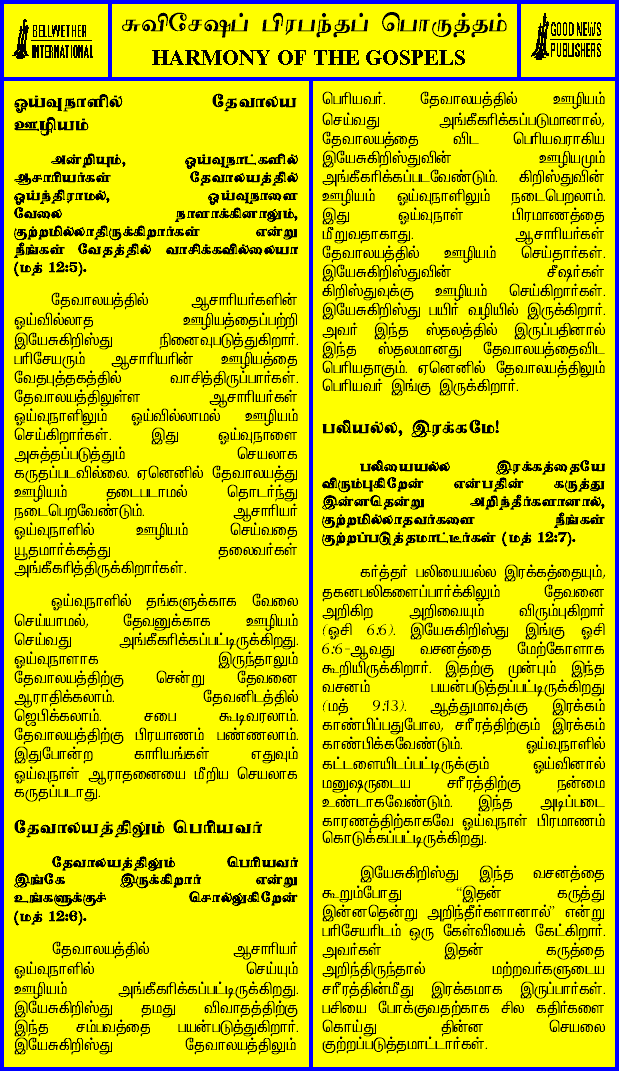 BELLWETHER
INTERNATIONAL
சுவிசேஷப் பிரபந்தப் பொருத்தம்
HARMONY OF THE GOSPELS
GOOD NEWS
PUBLISHERS
ஓய்வுநாளில் தேவாலய
ஊழியம்
அன்றியும், ஓய்வுநாட்களில்
ஆசாரியர்கள் தேவாலயத்தில்
ஓய்ந்திராமல், ஓய்வுநாளை
வேலை நாளாக்கினாலும்,
குற்றமில்லாதிருக்கிறார்கள் என்று
நீங்கள் வேதத்தில் வாசிக்கவில்லையா
(மத் 12:5).
தேவாலயத்தில் ஆசாரியர்களின்
ஓய்வில்லாத ஊழியத்தைப்பற்றி
இயேசுகிறிஸ்து நினைவுபடுத்துகிறார்.
பரிசேயரும் ஆசாரியரின் ஊழியத்தை
வேதபுத்தகத்தில் வாசித்திருப்பார்கள்.
தேவாலயத்திலுள்ள ஆசாரியர்கள்
ஓய்வுநாளிலும் ஓய்வில்லாமல் ஊழியம்
செய்கிறார்கள். இது ஓய்வுநாளை
அசுத்தப்படுத்தும் செயலாக
கருதப்படவில்லை. ஏனெனில் தேவாலயத்து
ஊழியம் தடைபடாமல் தொடர்ந்து
நடைபெறவேண்டும். ஆசாரியர்
ஓய்வுநாளில் ஊழியம் செய்வதை
யூதமார்க்கத்து தலைவர்கள்
அங்கீகரித்திருக்கிறார்கள்.
ஓய்வுநாளில் தங்களுக்காக வேலை
செய்யாமல், தேவனுக்காக ஊழியம்
செய்வது அங்கீகரிக்கப்பட்டிருக்கிறது.
ஓய்வுநாளாக இருந்தாலும்
தேவாலயத்திற்கு சென்று தேவனை
ஆராதிக்கலாம். தேவனிடத்தில்
ஜெபிக்கலாம். சபை கூடிவரலாம்.
தேவாலயத்திற்கு பிரயாணம் பண்ணலாம்.
இதுபோன்ற காரியங்கள் எதுவும்
ஓய்வுநாள் ஆராதனையை மீறிய செயலாக
கருதப்படாது.
தேவாலயத்திலும் பெரியவர்
தேவாலயத்திலும் பெரியவர்
இங்கே இருக்கிறார் என்று
உங்களுக்குச் சொல்லுகிறேன்
(மத் 12:6).
தேவாலயத்தில் ஆசாரியர்
ஓய்வுநாளில் செய்யும்
ஊழியம் அங்கீகரிக்கப்பட்டிருக்கிறது.
இயேசுகிறிஸ்து தமது விவாதத்திற்கு
இந்த சம்பவத்தை பயன்படுத்துகிறார்.
இயேசுகிறிஸ்து தேவாலயத்திலும்
பெரியவர். தேவாலயத்தில் ஊழியம்
செய்வது அங்கீகரிக்கப்படுமானால்,
தேவாலயத்தை விட பெரியவராகிய
இயேசுகிறிஸ்துவின் ஊழியமும்
அங்கீகரிக்கப்படவேண்டும். கிறிஸ்துவின்
ஊழியம் ஓய்வுநாளிலும் நடைபெறலாம்.
இது ஓய்வுநாள் பிரமாணத்தை
மீறுவதாகாது. ஆசாரியர்கள்
தேவாலயத்தில் ஊழியம் செய்தார்கள்.
இயேசுகிறிஸ்துவின் சீஷர்கள்
கிறிஸ்துவுக்கு ஊழியம் செய்கிறார்கள்.
இயேசுகிறிஸ்து பயிர் வழியில் இருக்கிறார்.
அவர் இந்த ஸ்தலத்தில் இருப்பதினால்
இந்த ஸ்தலமானது தேவாலயத்தைவிட
பெரியதாகும். ஏனெனில் தேவாலயத்திலும்
பெரியவர் இங்கு இருக்கிறார்.
பலியல்ல, இரக்கமே!
பலியையல்ல இரக்கத்தையே
விரும்புகிறேன் என்பதின் கருத்து
இன்னதென்று அறிந்தீர்களானால்,
குற்றமில்லாதவர்களை நீங்கள்
குற்றப்படுத்தமாட்டீர்கள் (மத் 12:7).
கர்த்தர் பலியையல்ல இரக்கத்தையும்,
தகனபலிகளைப்பார்க்கிலும் தேவனை
அறிகிற அறிவையும் விரும்புகிறார்
(ஓசி 6:6). இயேசுகிறிஸ்து இங்கு ஓசி
6:6-ஆவது வசனத்தை மேற்கோளாக
கூறியிருக்கிறார். இதற்கு முன்பும் இந்த
வசனம் பயன்படுத்தப்பட்டிருக்கிறது
(மத் 9:13). ஆத்துமாவுக்கு இரக்கம்
காண்பிப்பதுபோல, சரீரத்திற்கும் இரக்கம்
காண்பிக்கவேண்டும். ஓய்வுநாளில்
கட்டளையிடப்பட்டிருக்கும் ஓய்வினால்
மனுஷருடைய சரீரத்திற்கு நன்மை
உண்டாகவேண்டும். இந்த அடிப்படை
காரணத்திற்காகவே ஓய்வுநாள் பிரமாணம்
கொடுக்கப்பட்டிருக்கிறது.
இயேசுகிறிஸ்து இந்த வசனத்தை
கூறும்போது "இதன் கருத்து
இன்னதென்று அறிந்தீர்களானால்" என்று
பரிசேயரிடம் ஒரு கேள்வியைக் கேட்கிறார்.
அவர்கள் இதன் கருத்தை
அறிந்திருந்தால் மற்றவர்களுடைய
சரீரத்தின்மீது இரக்கமாக இருப்பார்கள்.
பசியை போக்குவதற்காக சில கதிர்களை
கொய்து தின்ன செயலை
குற்றப்படுத்தமாட்டார்கள்.